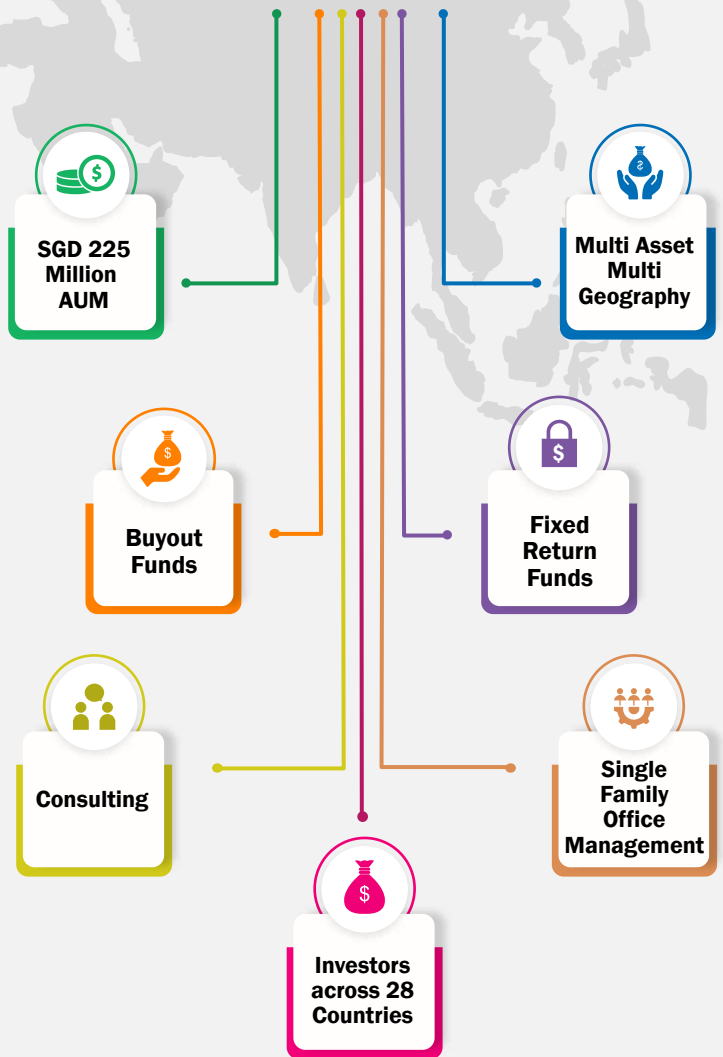 SGD 225
Million
AUM
Multi Asset
Multi
Geography
Buyout
Funds
Fixed
Return
Funds
Consulting
Single
Family
Office
Management
Investors
across 28
Countries